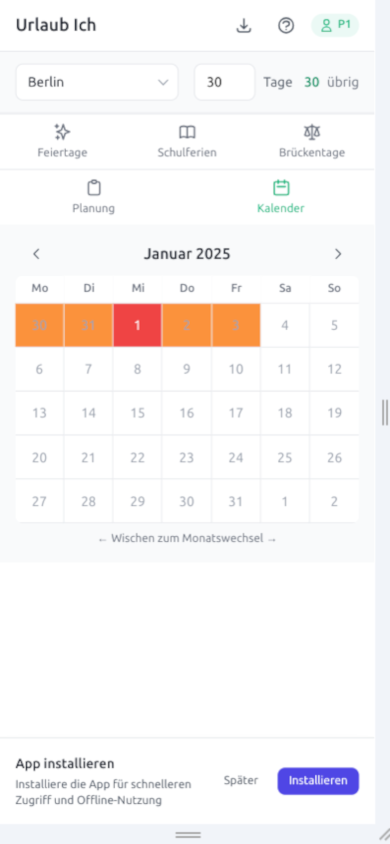 Urlaub Ich
P1
Berlin
30
Tage 30 übrig
Feiertage
Schulferien
Brückentage
Planung
Kalender
Januar 2025
Mo Di Mi Do Fr Sa So
30 31 1 2 3 4 5
6 7 8 9 10 11 12
13 14 15 16 17 18 19
20 21 22 23 24 25 26
27 28 29 30 31 1 2
← Wischen zum Monatswechsel →
App installieren
Installiere die App für schnelleren
Zugriff und Offline-Nutzung
Später
Installieren